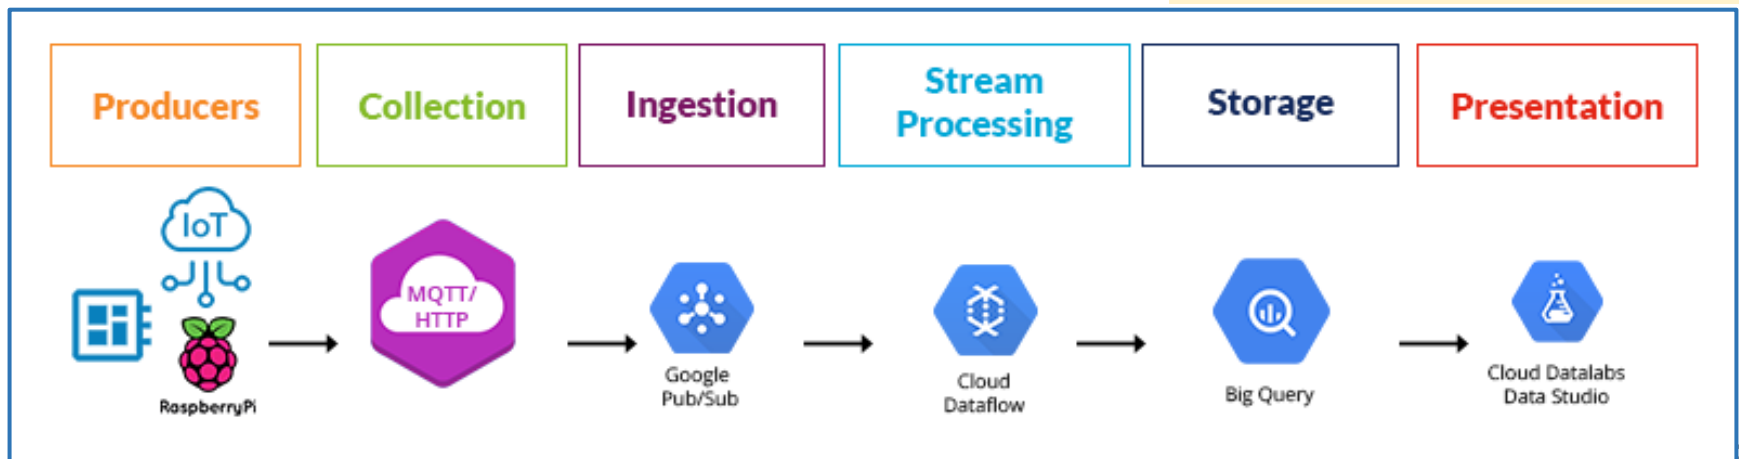 Producers
Collection
Ingestion
Stream
Processing
Storage
Presentation
IoT
MQTT/
HTTP
RaspberryPi
Google
Pub/Sub
Cloud
Dataflow
Big Query
Cloud Datalabs
Data Studio